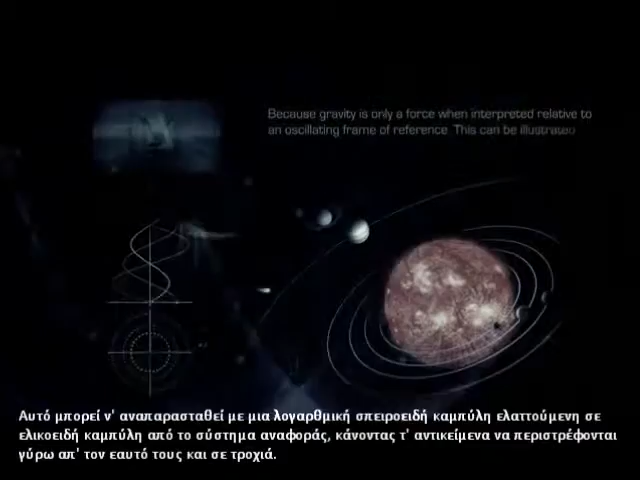 Because gravity is only a force when interpreted relative to
an oscillating frame of reference. This can be illustrated
Αυτό μπορεί ν' αναπαρασταθεί με μια λογαρθμική σπειροειδή καμπύλη ελαττούμενη σε
ελικοειδή καμπύλη από το σύστημα αναφοράς, κάνοντας τ' αντικείμενα να περιστρέφονται
γύρω απ' τον εαυτό τους και σε τροχιά.